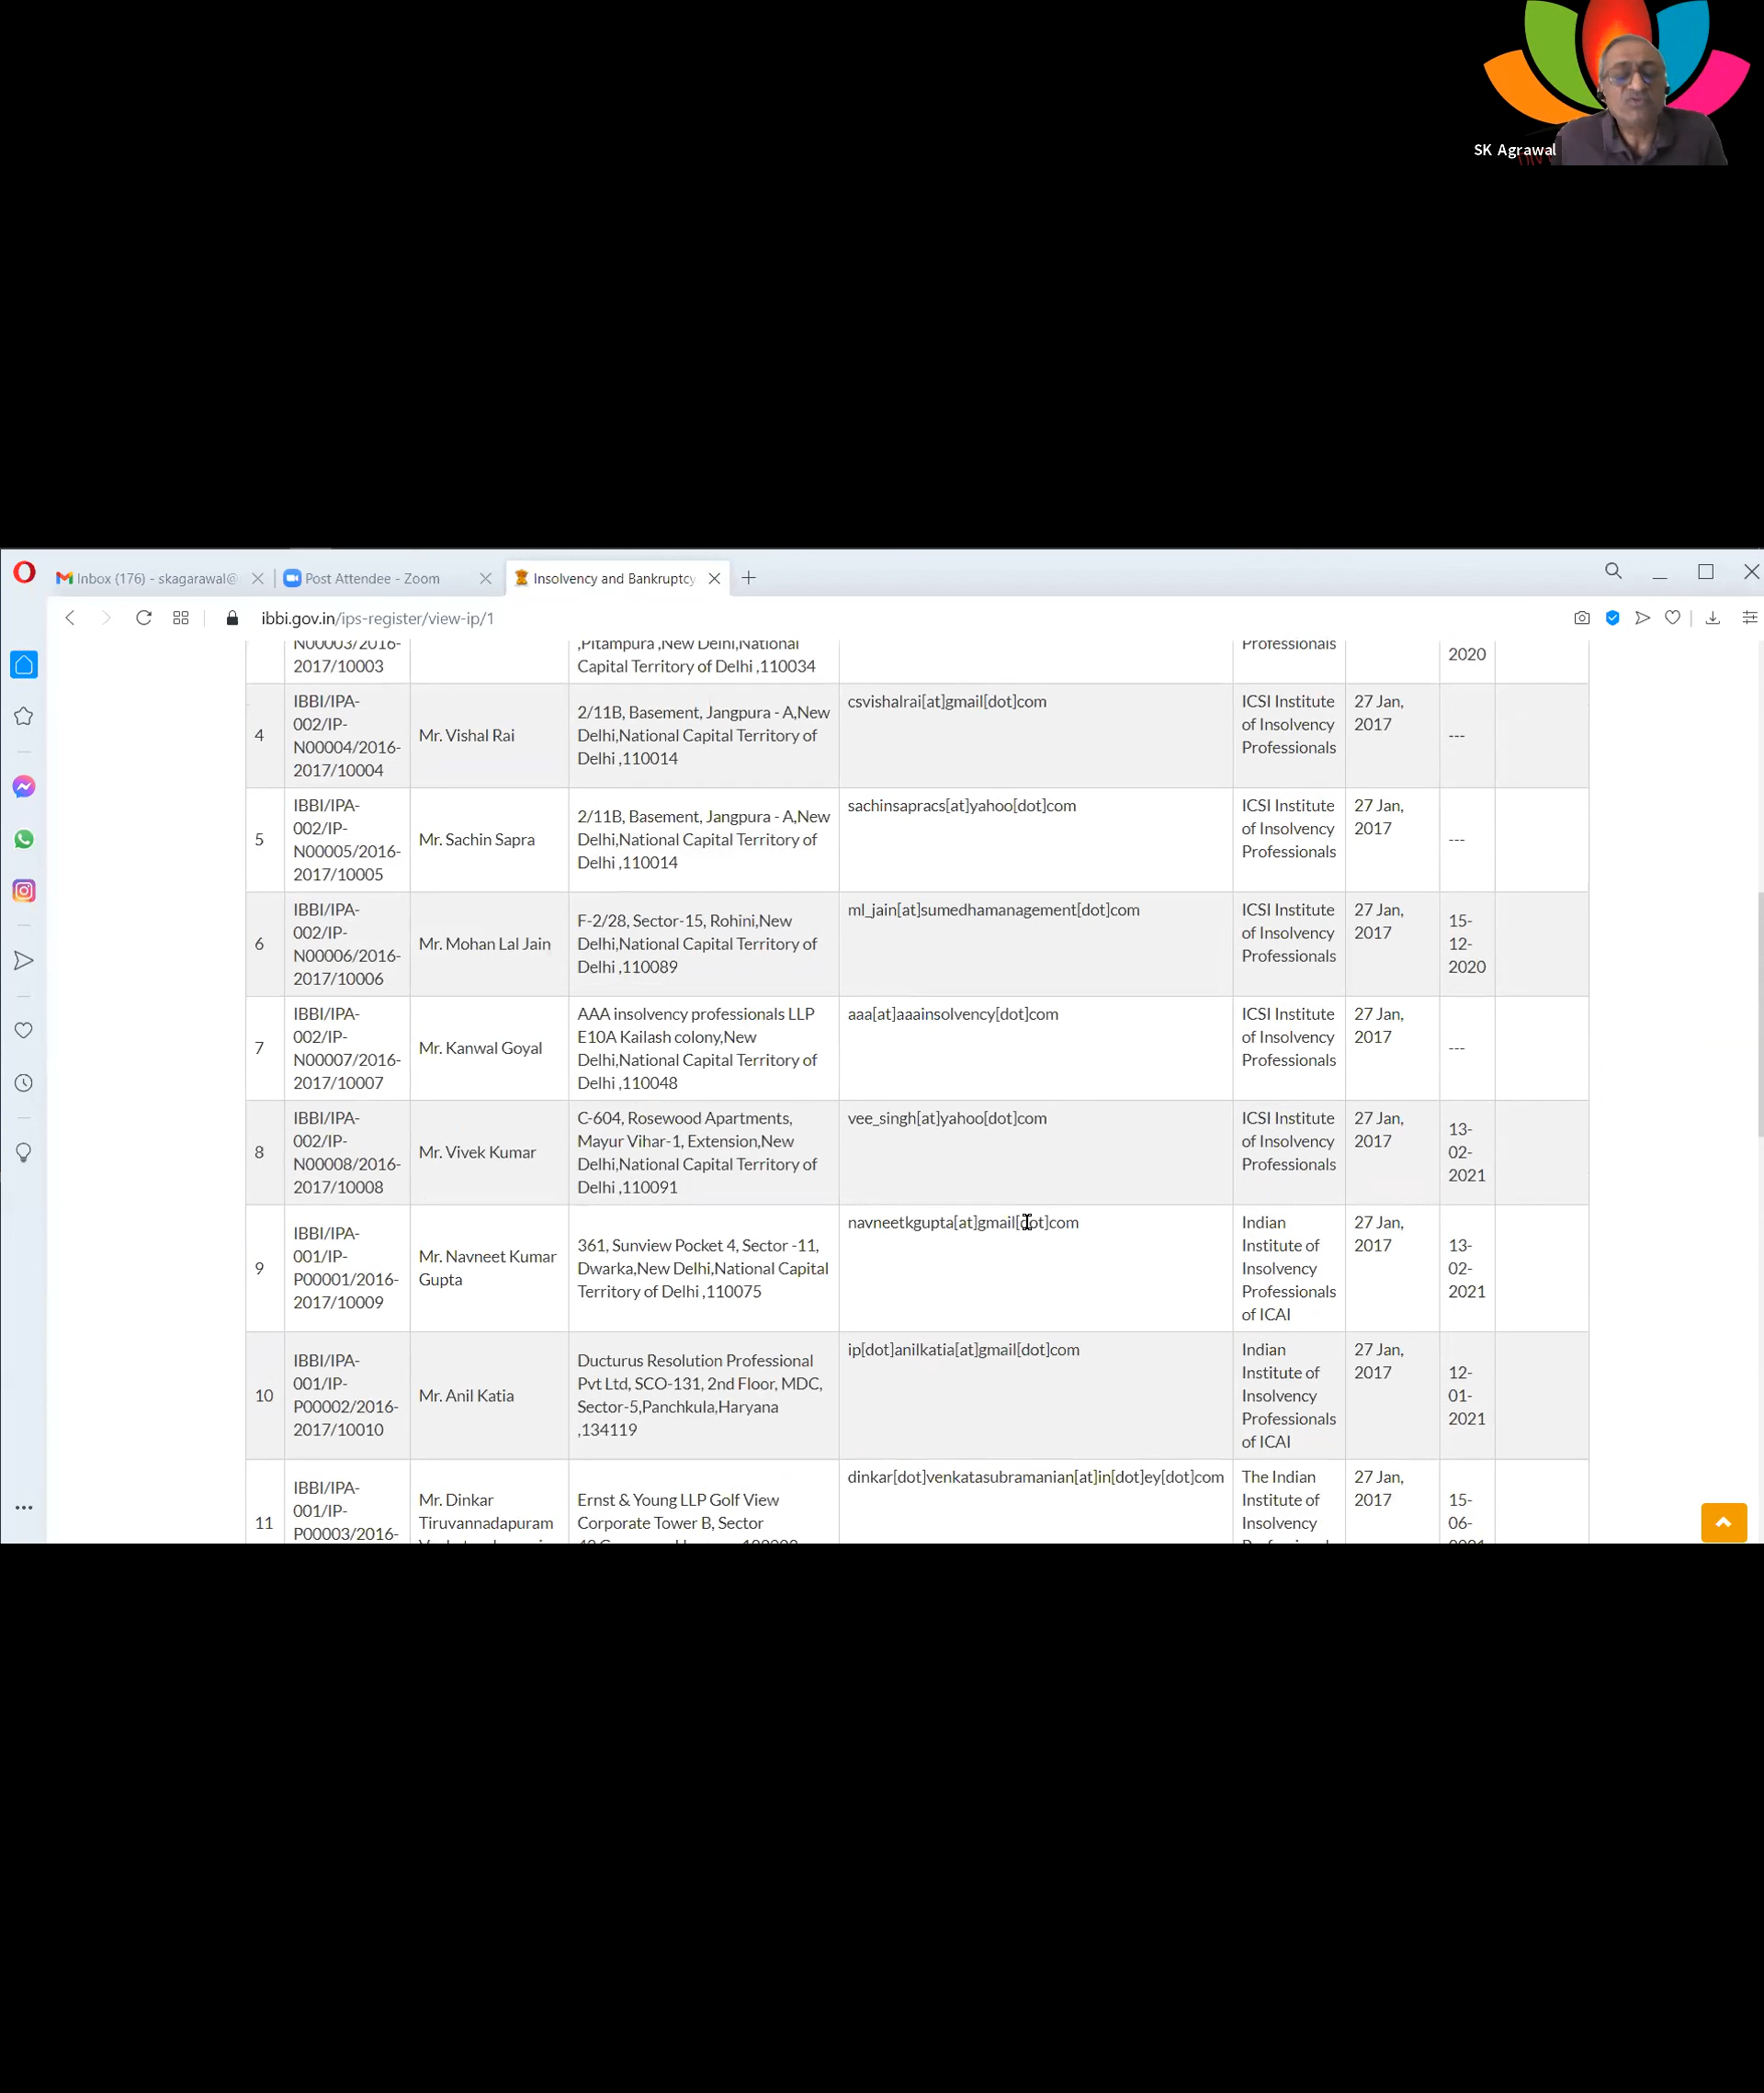 SK Agrawal
Inbox (176) - skagarawal@
Post Attendee - Zoom
Insolvency and Bankruptcy
ibbi.gov.in/ips-register/view-ip/1
N00003/2016-
2017/10003
,Pitampura ,New Delhi,National
Capital Territory of Delhi ,110034
Professionals
2020
4
IBBI/IPA-
002/IP-
N00004/2016-
2017/10004
Mr. Vishal Rai
2/11B, Basement, Jangpura - A,New
Delhi,National Capital Territory of
Delhi ,110014
csvishalrai[at]gmail[dot]com
ICSI Institute
of Insolvency
Professionals
27 Jan,
2017
---
5
IBBI/IPA-
002/IP-
N00005/2016-
2017/10005
Mr. Sachin Sapra
2/11B, Basement, Jangpura - A,New
Delhi,National Capital Territory of
Delhi ,110014
sachinsapracs[at]yahoo[dot]com
ICSI Institute
of Insolvency
Professionals
27 Jan,
2017
---
6
IBBI/IPA-
002/IP-
N00006/2016-
2017/10006
Mr. Mohan Lal Jain
F-2/28, Sector-15, Rohini,New
Delhi,National Capital Territory of
Delhi ,110089
ml_jain[at]sumedhamanagement[dot]com
ICSI Institute
of Insolvency
Professionals
27 Jan,
2017
15-
12-
2020
7
IBBI/IPA-
002/IP-
N00007/2016-
2017/10007
Mr. Kanwal Goyal
AAA insolvency professionals LLP
E10A Kailash colony,New
Delhi,National Capital Territory of
Delhi ,110048
aaa[at]aaainsolvency[dot]com
ICSI Institute
of Insolvency
Professionals
27 Jan,
2017
---
8
IBBI/IPA-
002/IP-
N00008/2016-
2017/10008
Mr. Vivek Kumar
C-604, Rosewood Apartments,
Mayur Vihar-1, Extension,New
Delhi,National Capital Territory of
Delhi ,110091
vee_singh[at]yahoo[dot]com
ICSI Institute
of Insolvency
Professionals
27 Jan,
2017
13-
02-
2021
9
IBBI/IPA-
001/IP-
P00001/2016-
2017/10009
Mr. Navneet Kumar
Gupta
361, Sunview Pocket 4, Sector -11,
Dwarka,New Delhi,National Capital
Territory of Delhi ,110075
navneetkgupta[at]gmail[dot]com
Indian
Institute of
Insolvency
Professionals
of ICAI
27 Jan,
2017
13-
02-
2021
10
IBBI/IPA-
001/IP-
P00002/2016-
2017/10010
Mr. Anil Katia
Ducturus Resolution Professional
Pvt Ltd, SCO-131, 2nd Floor, MDC,
Sector-5,Panchkula,Haryana
,134119
ip[dot]anilkatia[at]gmail[dot]com
Indian
Institute of
Insolvency
Professionals
of ICAI
27 Jan,
2017
12-
01-
2021
11
IBBI/IPA-
001/IP-
P00003/2016-
Mr. Dinkar
Tiruvannadapuram
Ernst & Young LLP Golf View
Corporate Tower B, Sector
dinkar[dot]venkatasubramanian[at]in[dot]ey[dot]com
The Indian
Institute of
Insolvency
27 Jan,
2017
15-
06-